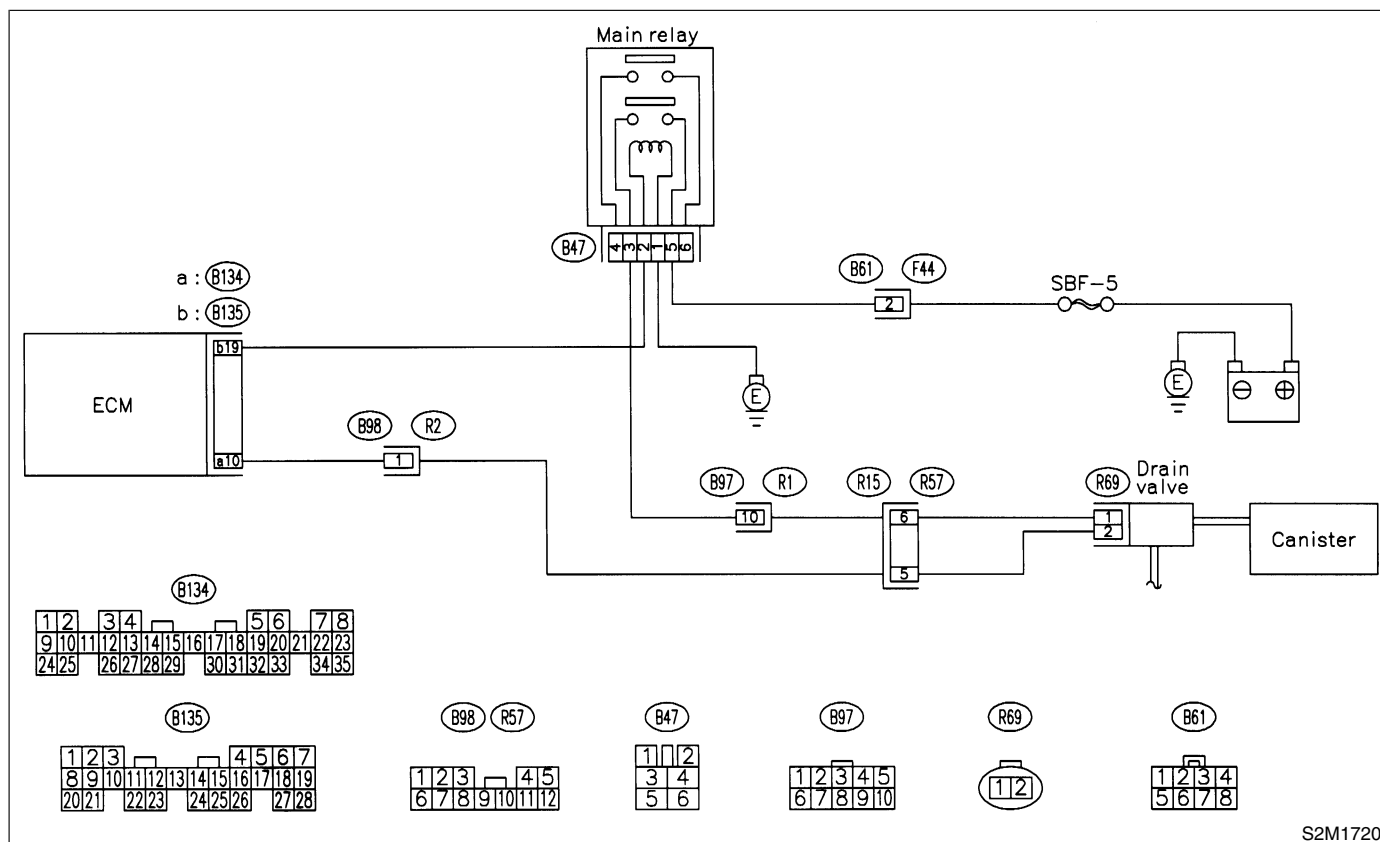 Main relay
4 3 2 1 5 6
B47
B61 F44
SBF-5
2
a : B134
b : B135
b19
ECM
a10
E
E
⊖ ⊕
B98 R2
1
B97 R1
10
R15 R57
6
5
R69
Drain
valve
1
2
Canister
B134
1 2 3 4 5 6 7 8
9 10 11 12 13 14 15 16 17 18 19 20 21 22 23
24 25 26 27 28 29 30 31 32 33 34 35
B135
1 2 3 4 5 6 7
8 9 10 11 12 13 14 15 16 17 18 19
20 21 22 23 24 25 26 27 28
B98 R57
1 2 3 4 5
6 7 8 9 10 11 12
B47
1 2
3 4
5 6
B97
1 2 3 4 5
6 7 8 9 10
R69
1 2
B61
1 2 3 4
5 6 7 8
S2M1720